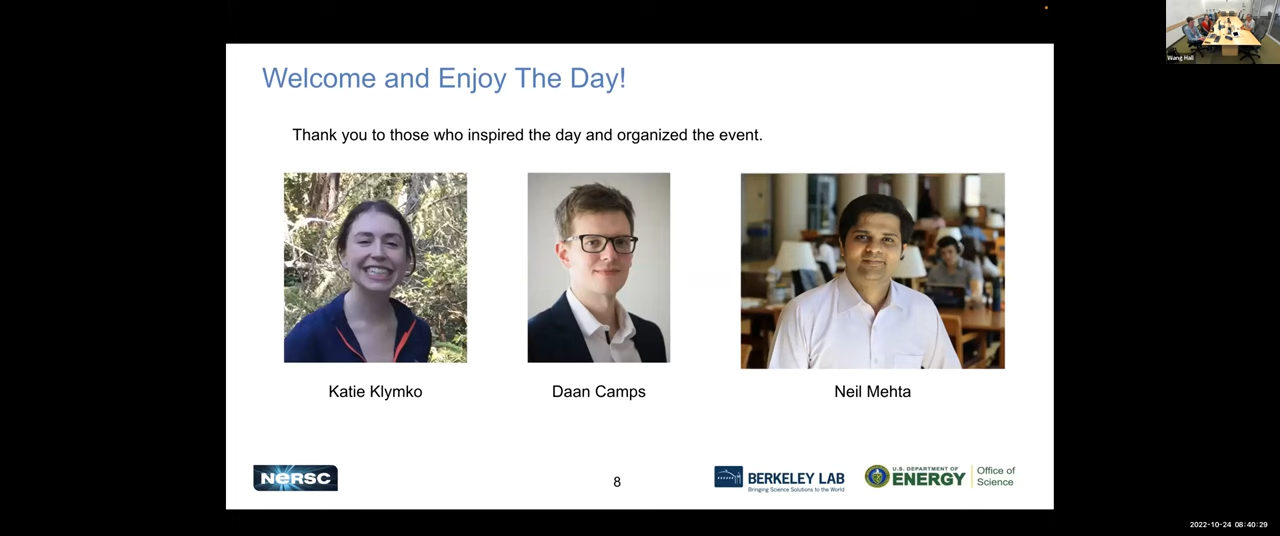 Welcome and Enjoy The Day!
Wang Hall
Thank you to those who inspired the day and organized the event.
Katie Klymko
Daan Camps
Neil Mehta
NERSC
8
BERKELEY LAB
Bringing Science Solutions to the World
U.S. DEPARTMENT OF
ENERGY
Office of
Science
2022-10-24 08:40:29